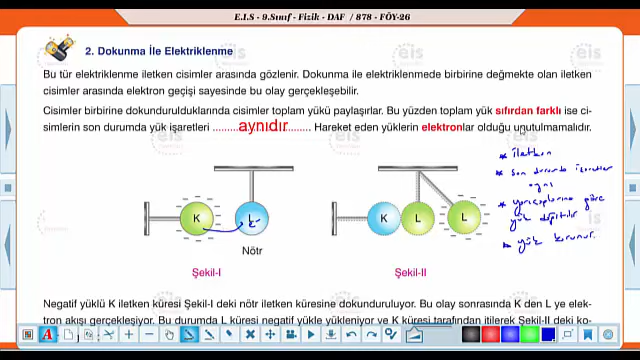 E.I.S - 9.Sınıf - Fizik - DAF / 878 - FÖY-26
2. Dokunma İle Elektriklenme
Bu tür elektriklenme iletken cisimler arasında gözlenir. Dokunma ile elektriklenmede birbirine değmekte olan iletken
cisimler arasında elektron geçişi sayesinde bu olay gerçekleşebilir.
Cisimler birbirine dokundurulduklarında cisimler toplam yükü paylaşırlar. Bu yüzden toplam yük sıfırdan farklı ise ci-
simlerin son durumda yük işaretleri .........aynıdır........ Hareket eden yüklerin elektronlar olduğu unutulmamalıdır.
* iletken
* son durumda işaretler
aynı
* yarıçaplarına göre
yük dağıtılır
* yük korunur.
K L
Nötr
Şekil-I
K L L
Şekil-II
Negatif yüklü K iletken küresi Şekil-I deki nötr iletken küresine dokunduruluyor. Bu olay sonrasında K den L ye elek-
tron akışı gerçekleşiyor. Bu durumda L küresi negatif yükle yükleniyor ve K küresi tarafından itilerek Şekil-II deki ko-